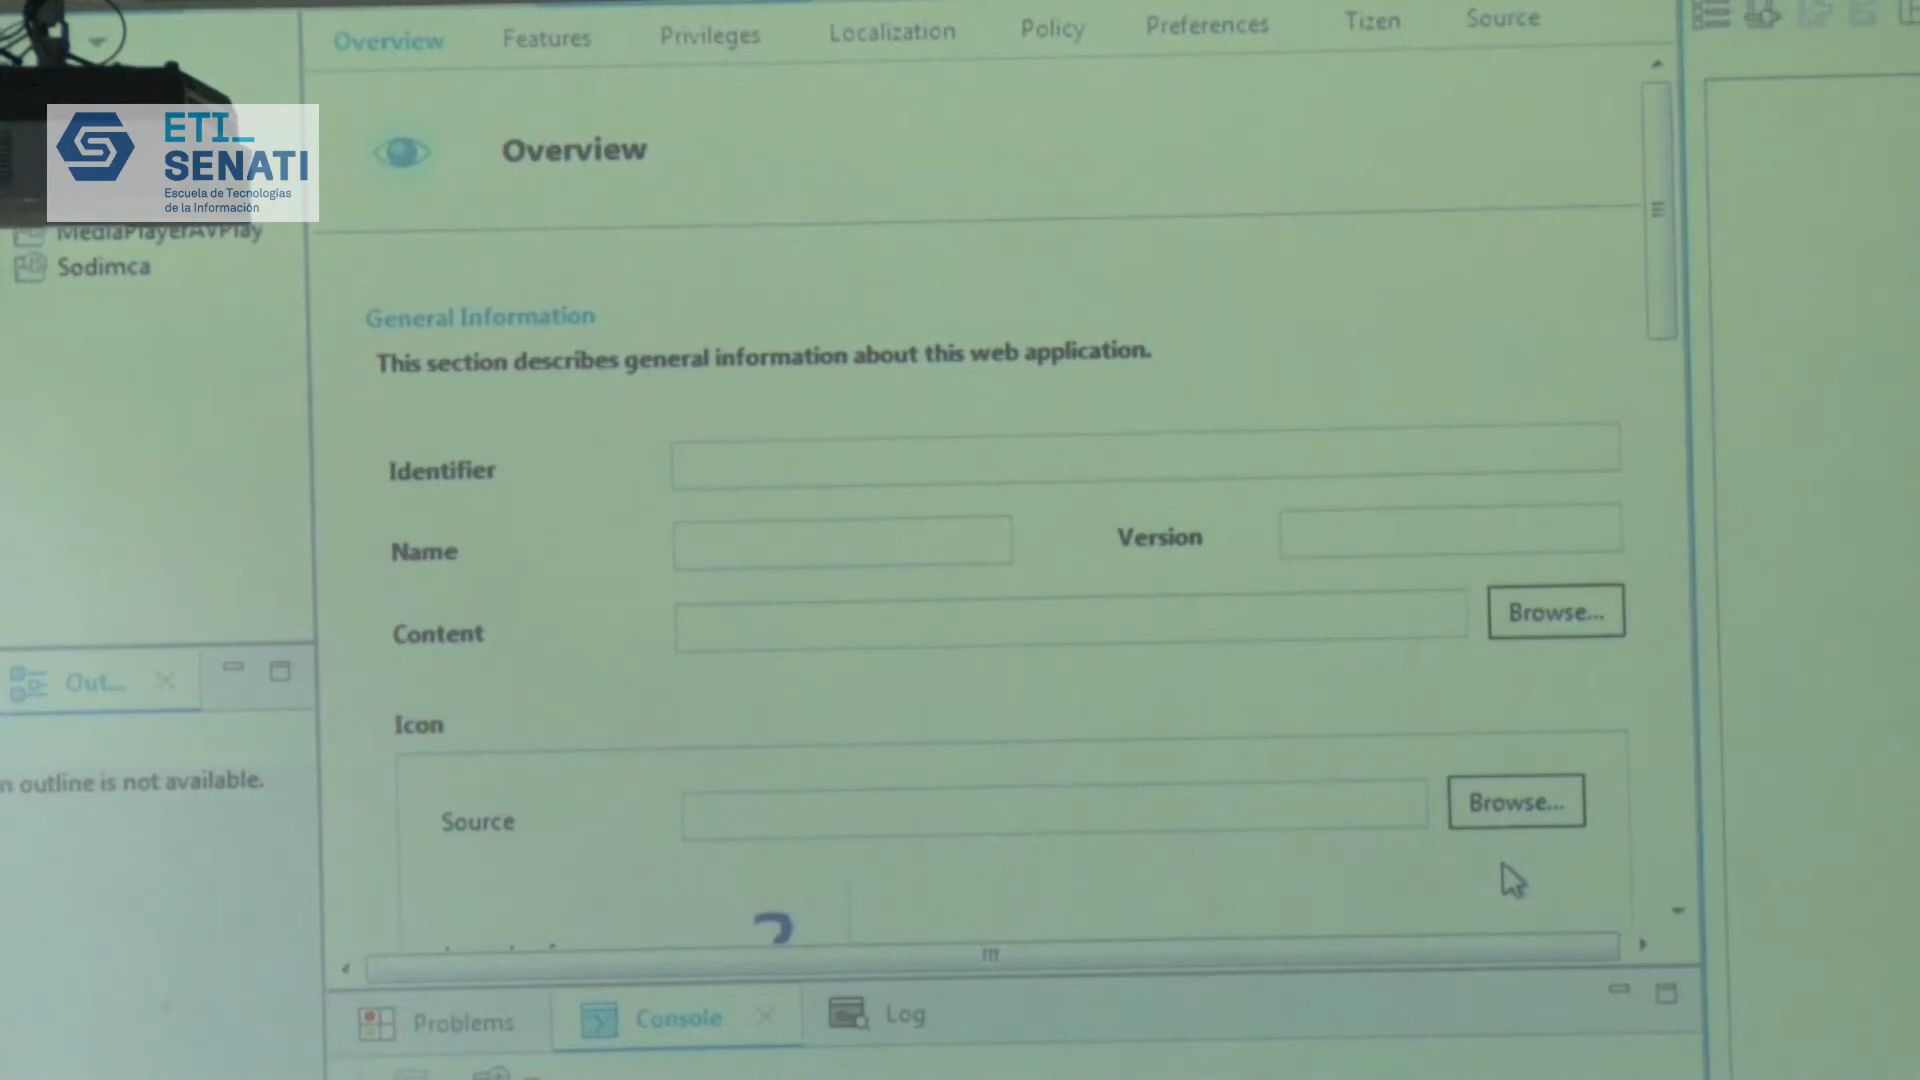 Overview Features Privileges Localization Policy Preferences Tizen Source
ETI_
SENATI
Escuela de Tecnologías
de la Información
Overview
MediaPlayerAVPlay
Sodimca
General Information
This section describes general information about this web application.
Identifier
Name
Version
Content
Browse...
Icon
Source
Browse...
Out...
n outline is not available.
?
Problems Console Log